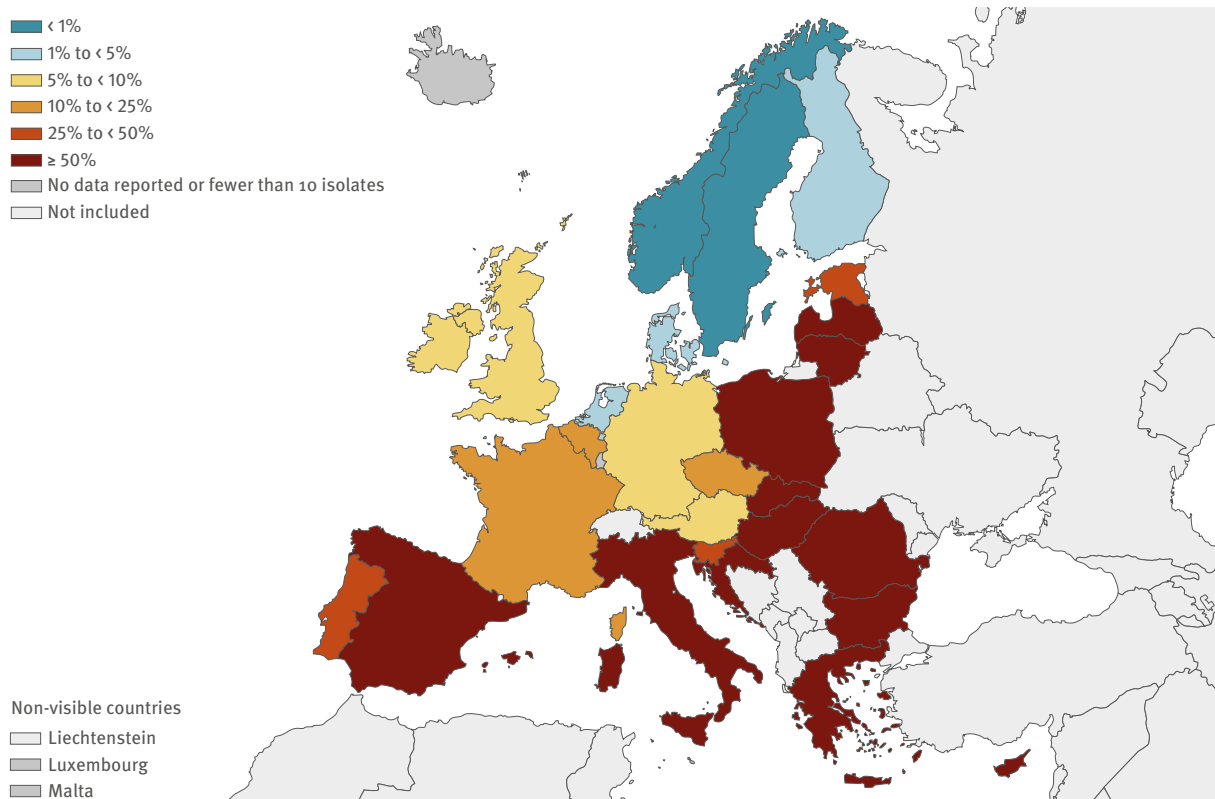 < 1%
1% to < 5%
5% to < 10%
10% to < 25%
25% to < 50%
≥ 50%
No data reported or fewer than 10 isolates
Not included
Non-visible countries
Liechtenstein
Luxembourg
Malta